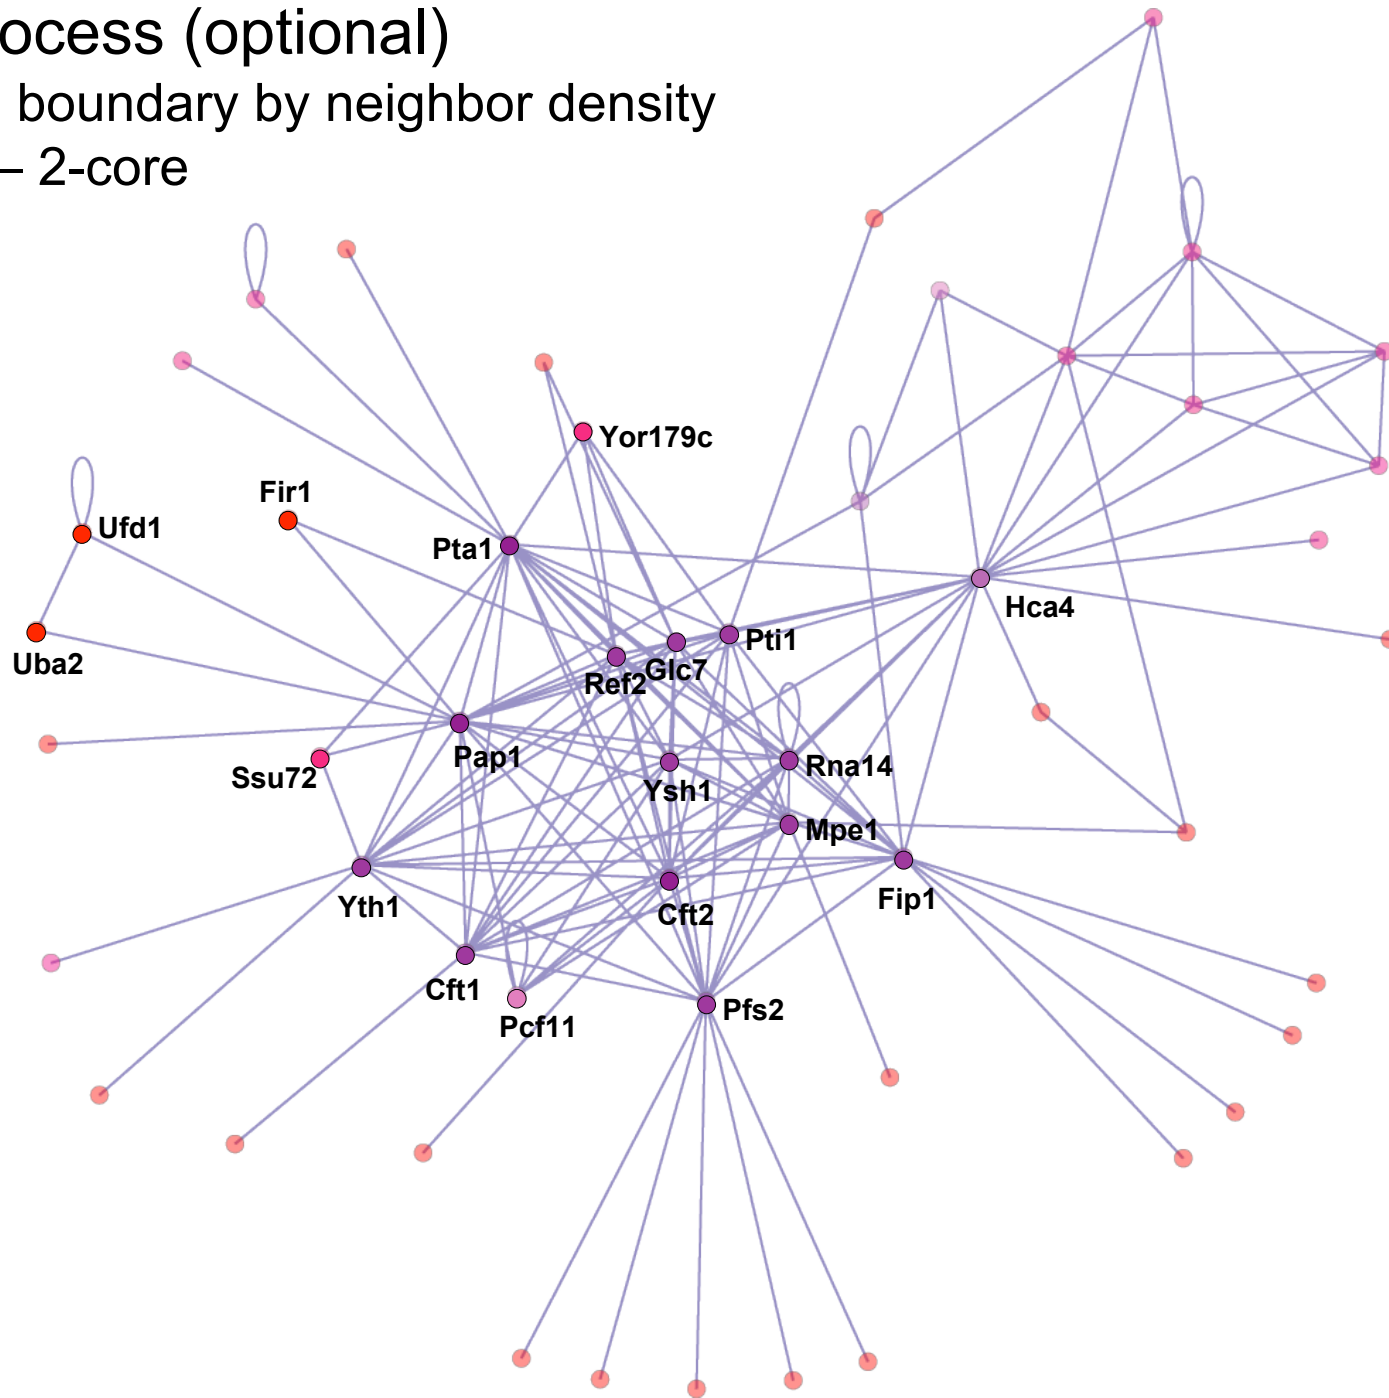 ocess (optional)
boundary by neighbor density
– 2-core
Yor179c
Fir1
Ufd1
Pta1
Hca4
Uba2
Pti1
Glc7
Ref2
Pap1
Ssu72
Rna14
Ysh1
Mpe1
Yth1
Fip1
Cft2
Cft1
Pcf11
Pfs2